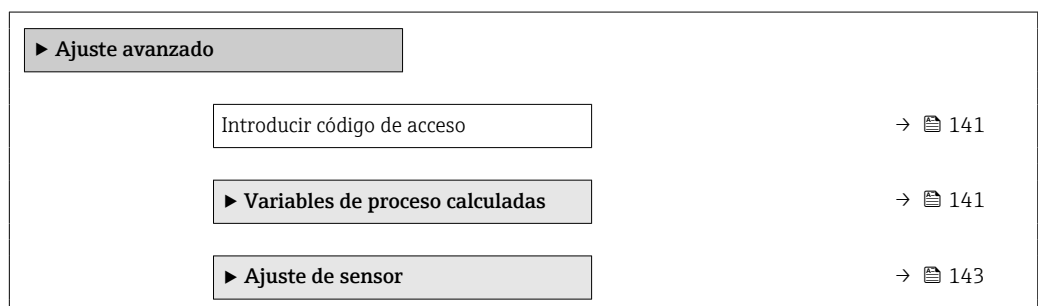 ▶ Ajuste avanzado
Introducir código de acceso → 🖹 141
▶ Variables de proceso calculadas → 🖹 141
▶ Ajuste de sensor → 🖹 143